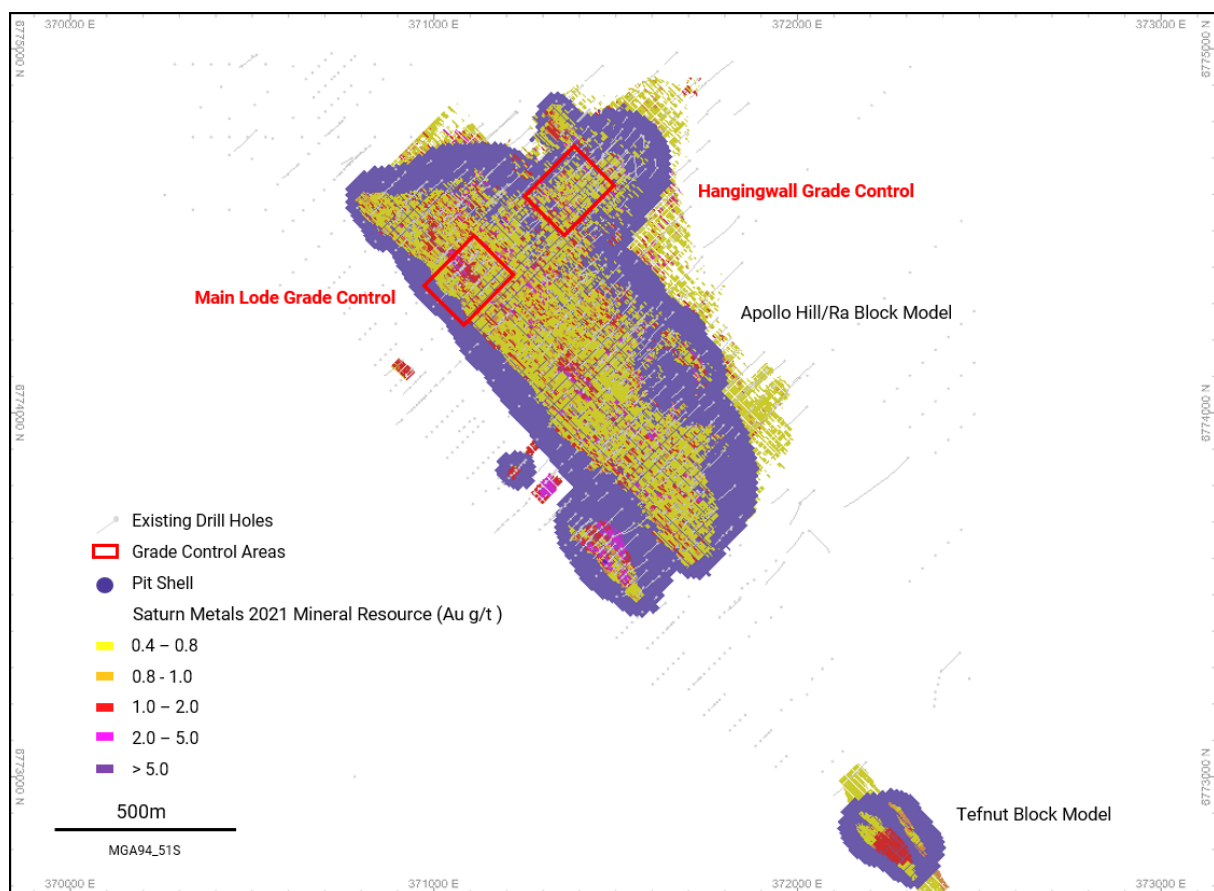 370000 E
371000 E
372000 E
373000 E
6775000 N
6775000 N
Hangingwall Grade Control
Main Lode Grade Control
Apollo Hill/Ra Block Model
6774000 N
6774000 N
Existing Drill Holes
Grade Control Areas
Pit Shell
Saturn Metals 2021 Mineral Resource (Au g/t )
0.4 – 0.8
0.8 - 1.0
1.0 – 2.0
2.0 – 5.0
> 5.0
6773000 N
6773000 N
500m
Tefnut Block Model
MGA94_51S
370000 E
371000 E
372000 E
373000 E